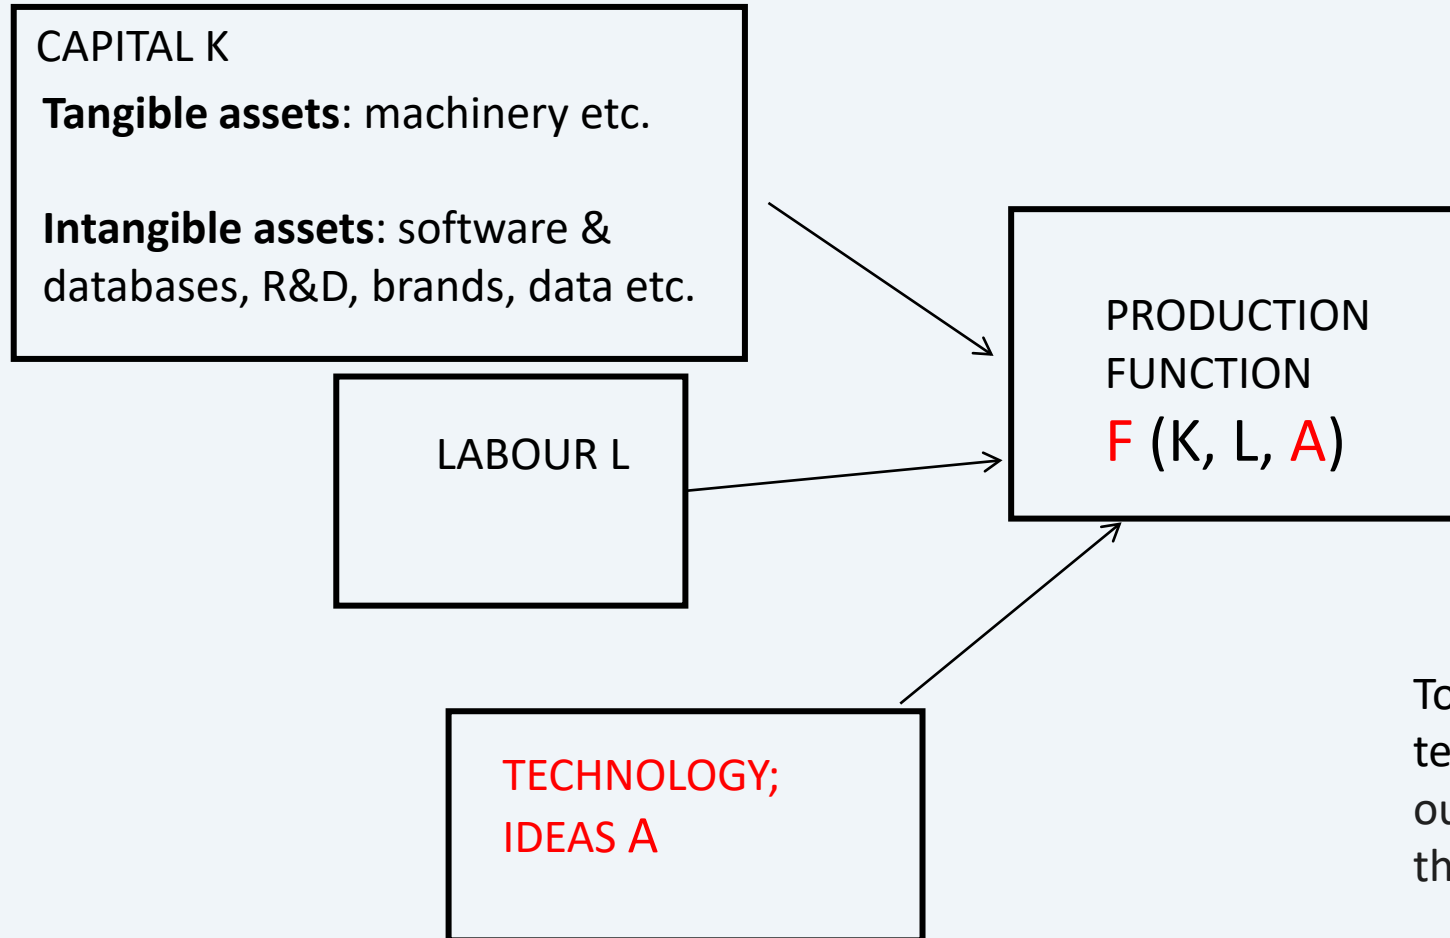 CAPITAL K
Tangible assets: machinery etc.
Intangible assets: software &
databases, R&D, brands, data etc.
LABOUR L
PRODUCTION
FUNCTION
F (K, L, A)
TECHNOLOGY;
IDEAS A